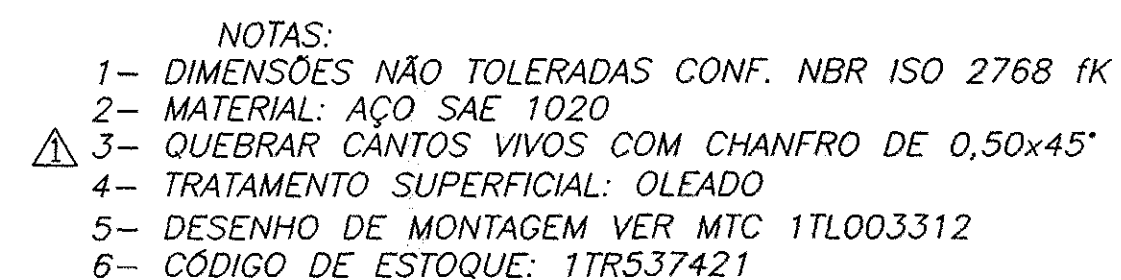 NOTAS:
1- DIMENSÕES NÃO TOLERADAS CONF. NBR ISO 2768 fK
2- MATERIAL: AÇO SAE 1020
1 3- QUEBRAR CANTOS VIVOS COM CHANFRO DE 0,50x45°
4- TRATAMENTO SUPERFICIAL: OLEADO
5- DESENHO DE MONTAGEM VER MTC 1TL003312
6- CÓDIGO DE ESTOQUE: 1TR537421